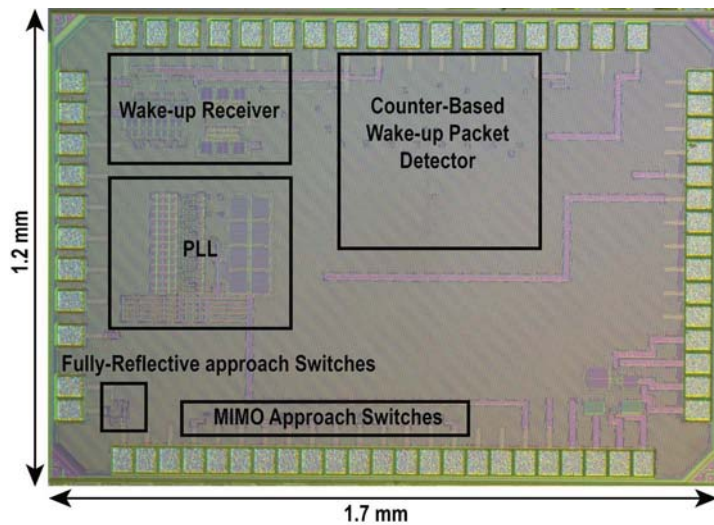 Wake-up Receiver
Counter-Based
Wake-up Packet
Detector
PLL
1.2 mm
Fully-Reflective approach Switches
MIMO Approach Switches
1.7 mm